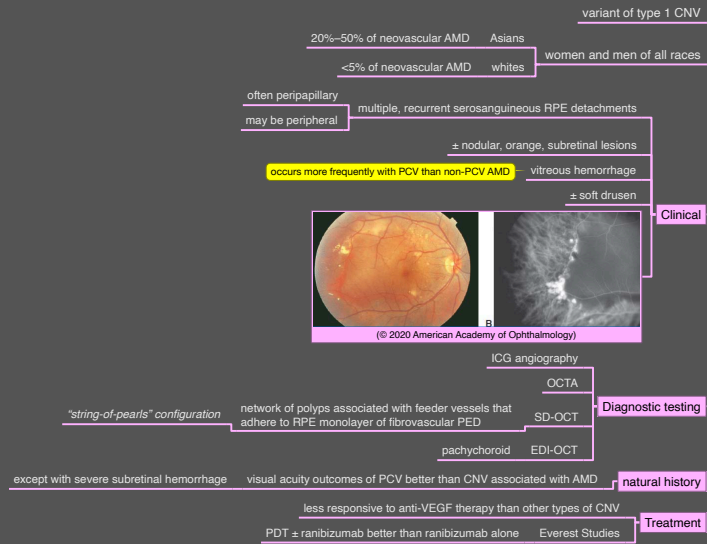 variant of type 1 CNV
women and men of all races
Asians
20%–50% of neovascular AMD
whites
<5% of neovascular AMD
Clinical
multiple, recurrent serosanguineous RPE detachments
often peripapillary
may be peripheral
± nodular, orange, subretinal lesions
vitreous hemorrhage
occurs more frequently with PCV than non-PCV AMD
± soft drusen
B
(© 2020 American Academy of Ophthalmology)
Diagnostic testing
ICG angiography
OCTA
SD-OCT
network of polyps associated with feeder vessels that
adhere to RPE monolayer of fibrovascular PED
“string-of-pearls” configuration
EDI-OCT
pachychoroid
natural history
visual acuity outcomes of PCV better than CNV associated with AMD
except with severe subretinal hemorrhage
Treatment
less responsive to anti-VEGF therapy than other types of CNV
Everest Studies
PDT ± ranibizumab better than ranibizumab alone